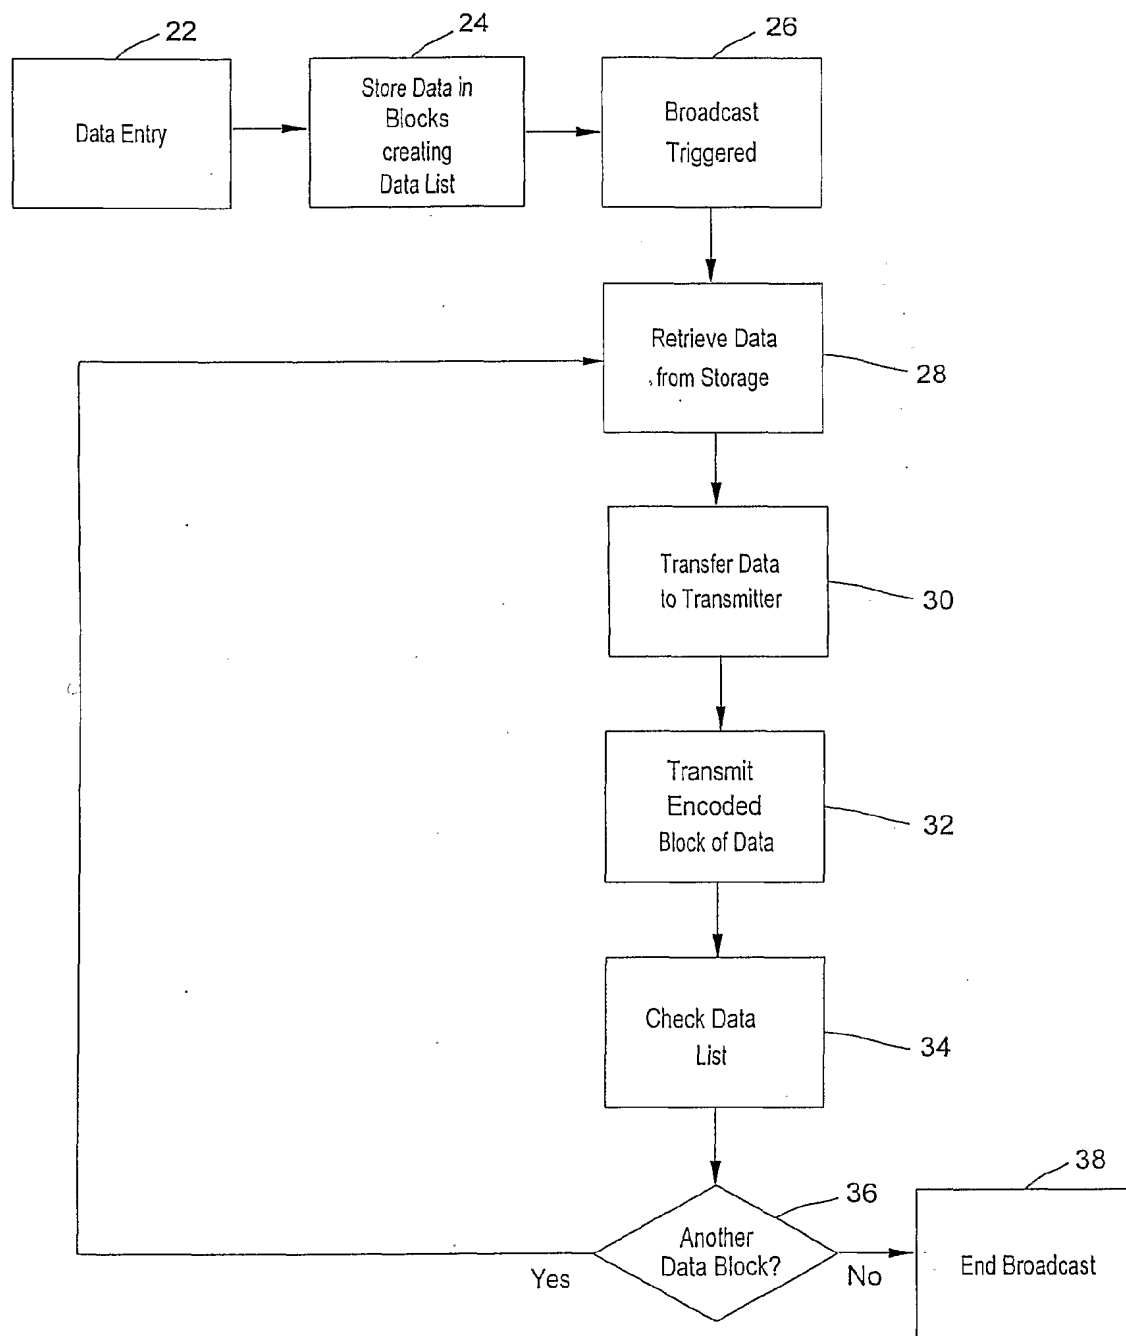 22
24
26
Data Entry
Store Data in
Blocks
creating
Data List
Broadcast
Triggered
Retrieve Data
from Storage
28
Transfer Data
to Transmitter
30
Transmit
Encoded
Block of Data
32
Check Data
List
34
36
38
Another
Data Block?
Yes
No
End Broadcast